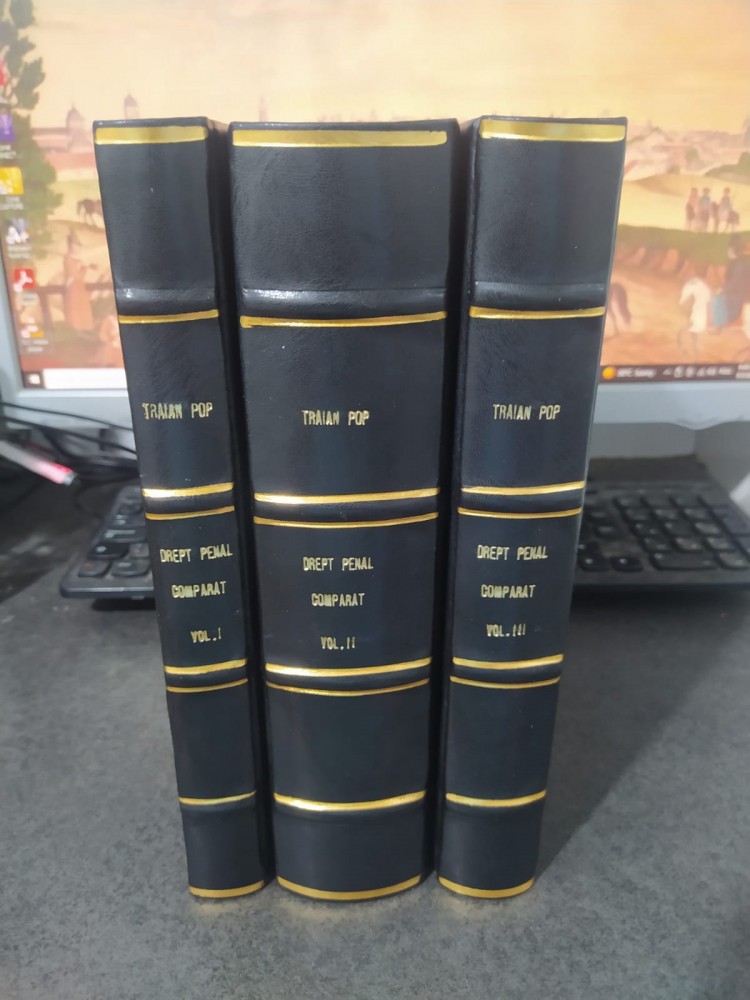 TRAIAN POP
DREPT PENAL
COMPARAT
VOL.I
TRAIAN POP
DREPT PENAL
COMPARAT
VOL.II
TRAIAN POP
DREPT PENAL
COMPARAT
VOL.III